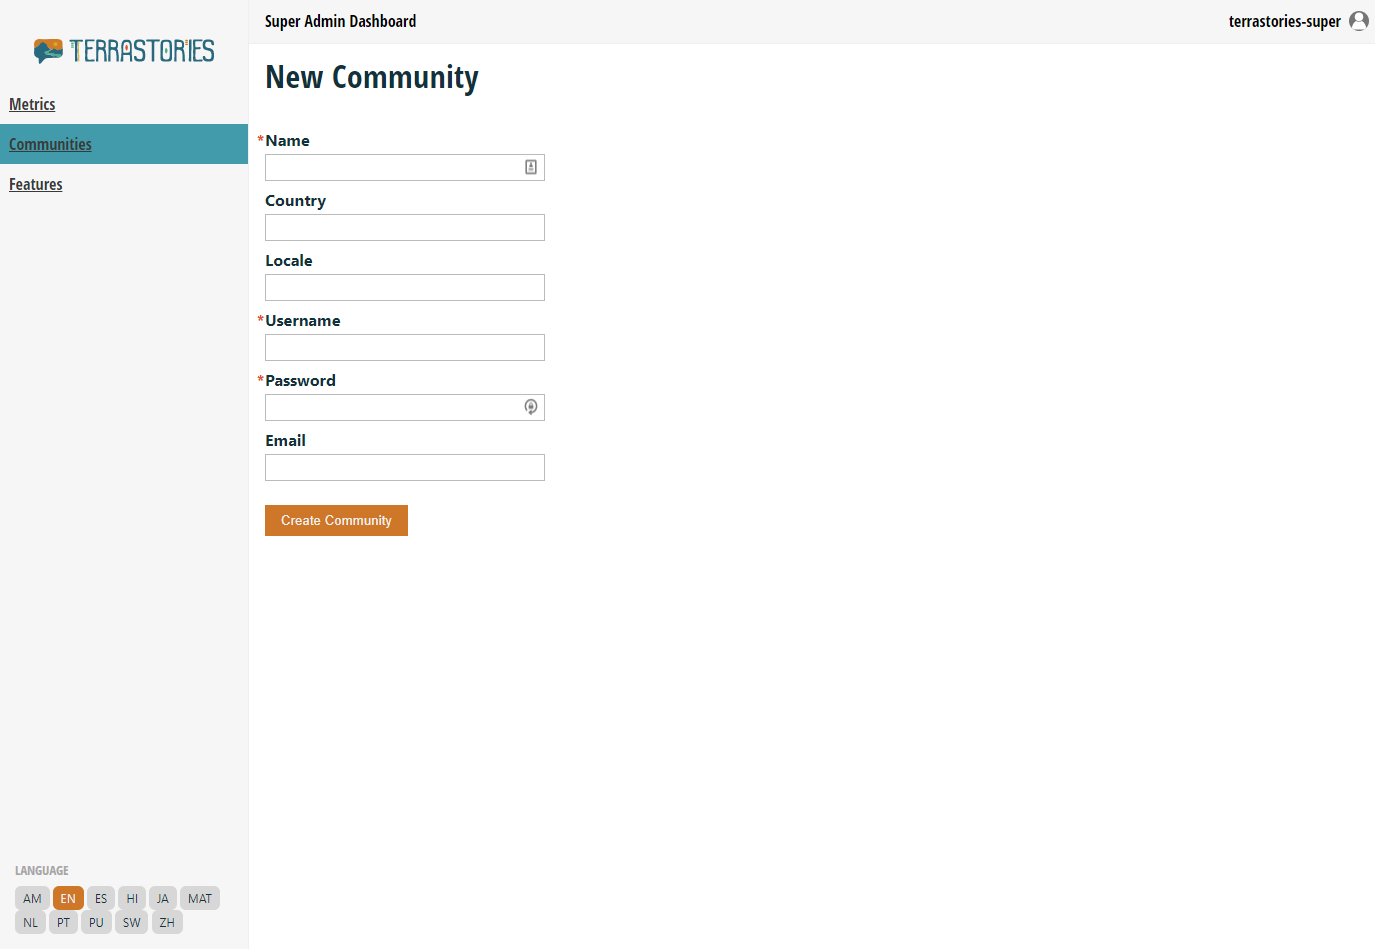 TERRASTORIES
Metrics
Communities
Features
LANGUAGE
AM EN ES HI JA MAT
NL PT PU SW ZH
Super Admin Dashboard
terrastories-super
New Community
*Name
Country
Locale
*Username
*Password
Email
Create Community